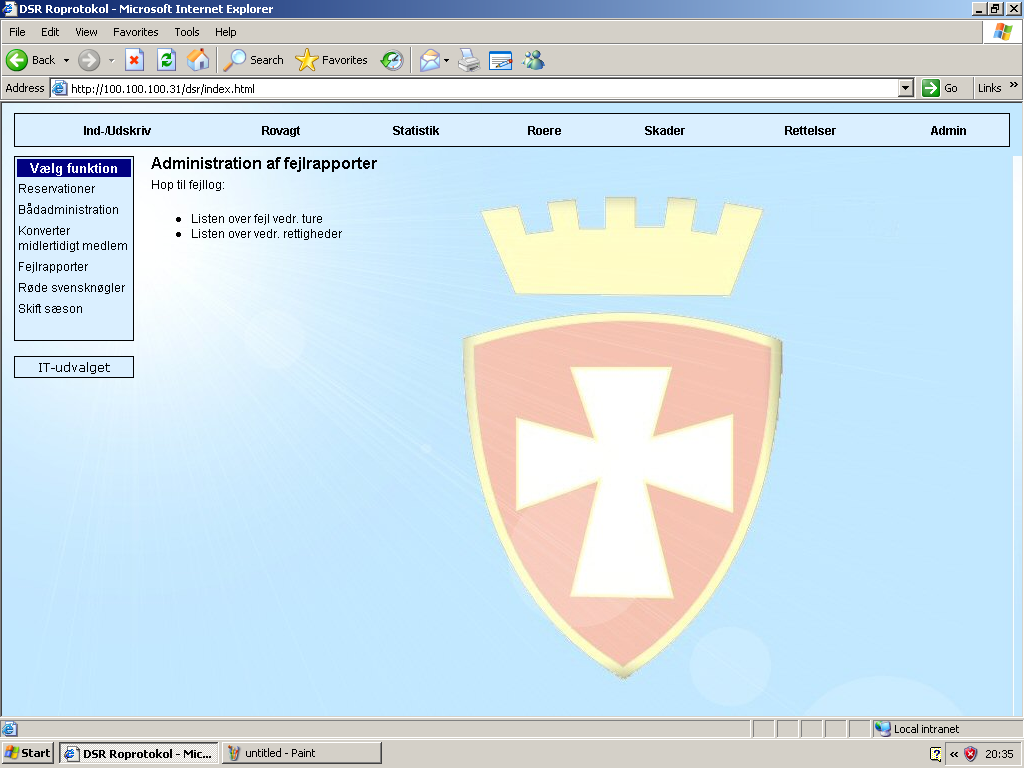 DSR Roprotokol - Microsoft Internet Explorer
File Edit View Favorites Tools Help
Back Search Favorites
Address http://100.100.100.31/dsr/index.html Go Links »
Ind-/Udskriv Rovagt Statistik Roere Skader Rettelser Admin
Vælg funktion
Reservationer
Bådadministration
Konverter
midlertidigt medlem
Fejlrapporter
Røde svensknøgler
Skift sæson
IT-udvalget
Administration af fejlrapporter
Hop til fejllog:
Listen over fejl vedr. ture
Listen over vedr. rettigheder
Local intranet
Start DSR Roprotokol - Mic... untitled - Paint ? « 20:35